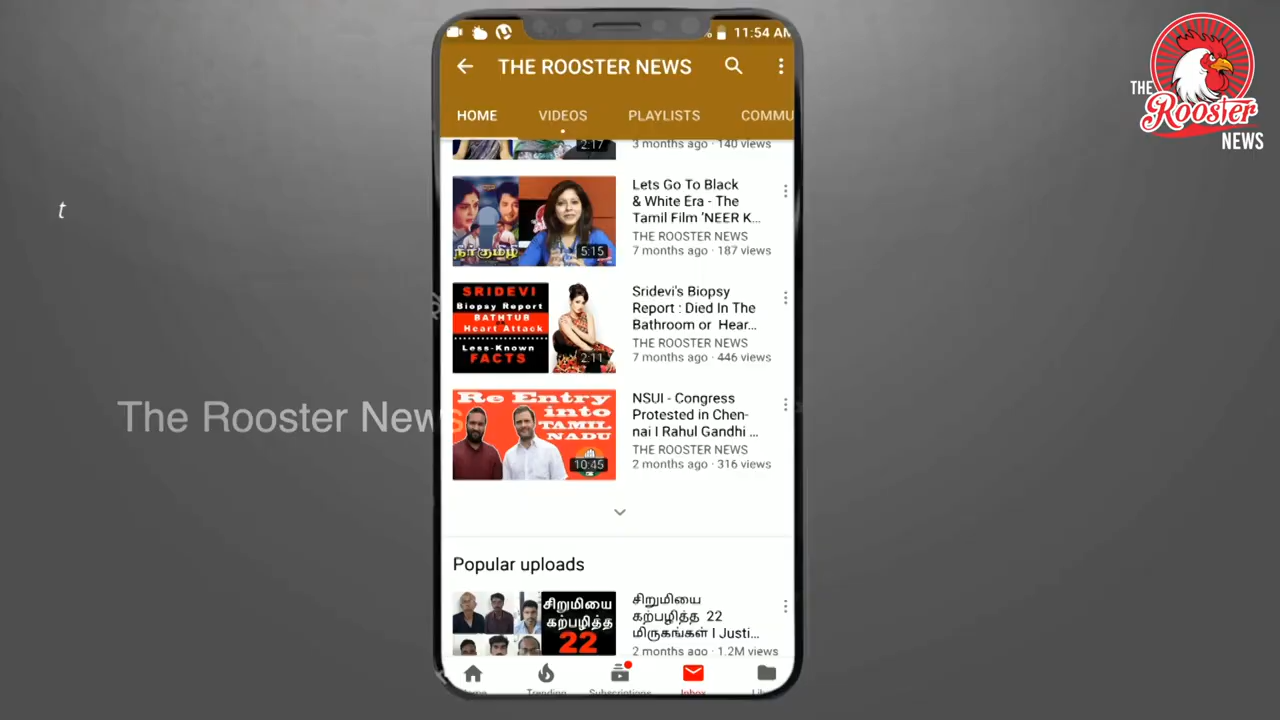 11:54 AM
THE ROOSTER NEWS
HOME VIDEOS PLAYLISTS COMMU
THE
Rooster
NEWS
2:17
3 months ago · 140 views
நீர்குமிழி
5:15
Lets Go To Black
& White Era - The
Tamil Film 'NEER K...
THE ROOSTER NEWS
7 months ago · 187 views
t
SRIDEVI
Biopsy Report
BATHTUB
Heart Attack
Less-Known
FACTS
2:11
Sridevi's Biopsy
Report : Died In The
Bathroom or Hear...
THE ROOSTER NEWS
7 months ago · 446 views
The Rooster News
Re Entry
into
TAMIL
NADU
10:45
NSUI - Congress
Protested in Chen-
nai I Rahul Gandhi ...
THE ROOSTER NEWS
2 months ago · 316 views
Popular uploads
சிறுமியை
கற்பழித்த
22
சிறுமியை
கற்பழித்த 22
மிருகங்கள் I Justi...
2 months ago · 1.2M views
Trending Subscriptions Inbox